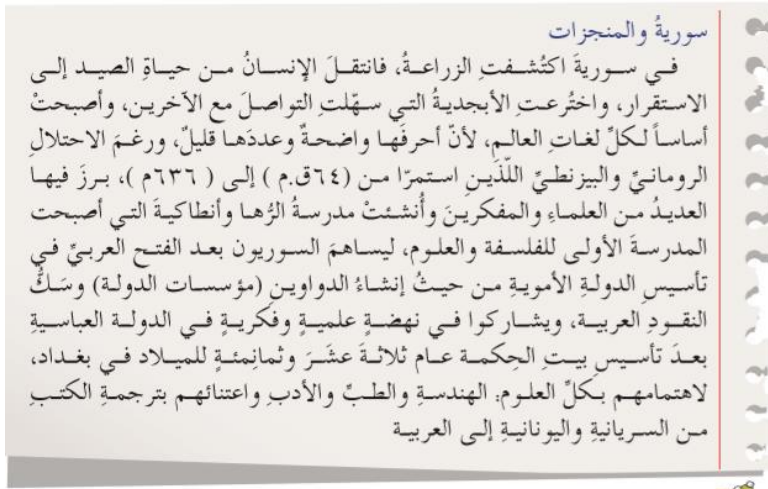 سوريةُ والمنجزات
في سوريةَ اكتُشفتِ الزراعةُ، فانتقلَ الإنسانُ من حياةِ الصيد إلى
الاستقرار، واختُرعتِ الأبجديةُ التي سهّلتِ التواصلَ مع الآخرين، وأصبحتْ
أساساً لكلِّ لغاتِ العالمِ، لأنّ أحرفَها واضحةٌ وعددَها قليلٌ، ورغمَ الاحتلالِ
الرومانيِّ والبيزنطيِّ اللّذَينِ استمرّا من (٦٤ق.م ) إلى ( ٦٣٦م )، برزَ فيها
العديدُ من العلماءِ والمفكرينَ وأُنشئتْ مدرسةُ الرُّها وأنطاكيةَ التي أصبحت
المدرسةَ الأولى للفلسفة والعلوم، ليساهمَ السوريون بعد الفتح العربيِّ في
تأسيسِ الدولةِ الأمويةِ من حيثُ إنشاءُ الدواوينِ (مؤسسات الدولة) وسَكُّ
النقودِ العربية، ويشاركوا في نهضةٍ علميةٍ وفكريةٍ في الدولة العباسيةِ
بعدَ تأسيسِ بيتِ الحِكمة عام ثلاثةَ عشَرَ وثمانِمئةٍ للميلاد في بغداد،
لاهتمامهم بكلِّ العلوم: الهندسةِ والطبِّ والأدبِ واعتنائهم بترجمةِ الكتبِ
من السريانيةِ واليونانيةِ إلى العربية